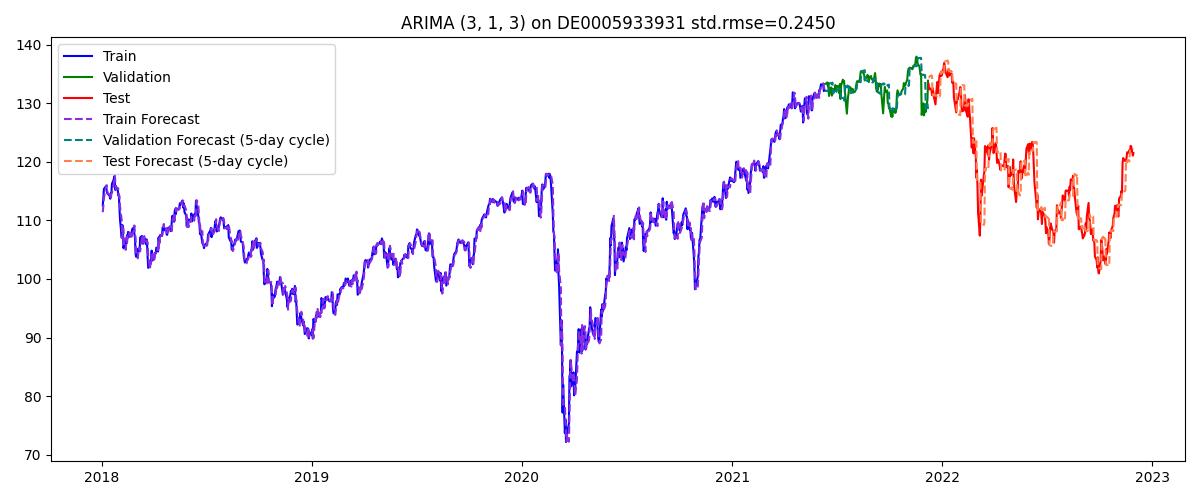 ARIMA (3, 1, 3) on DE0005933931 std.rmse=0.2450
140
130
120
110
100
90
80
70
Train
Validation
Test
Train Forecast
Validation Forecast (5-day cycle)
Test Forecast (5-day cycle)
2018
2019
2020
2021
2022
2023